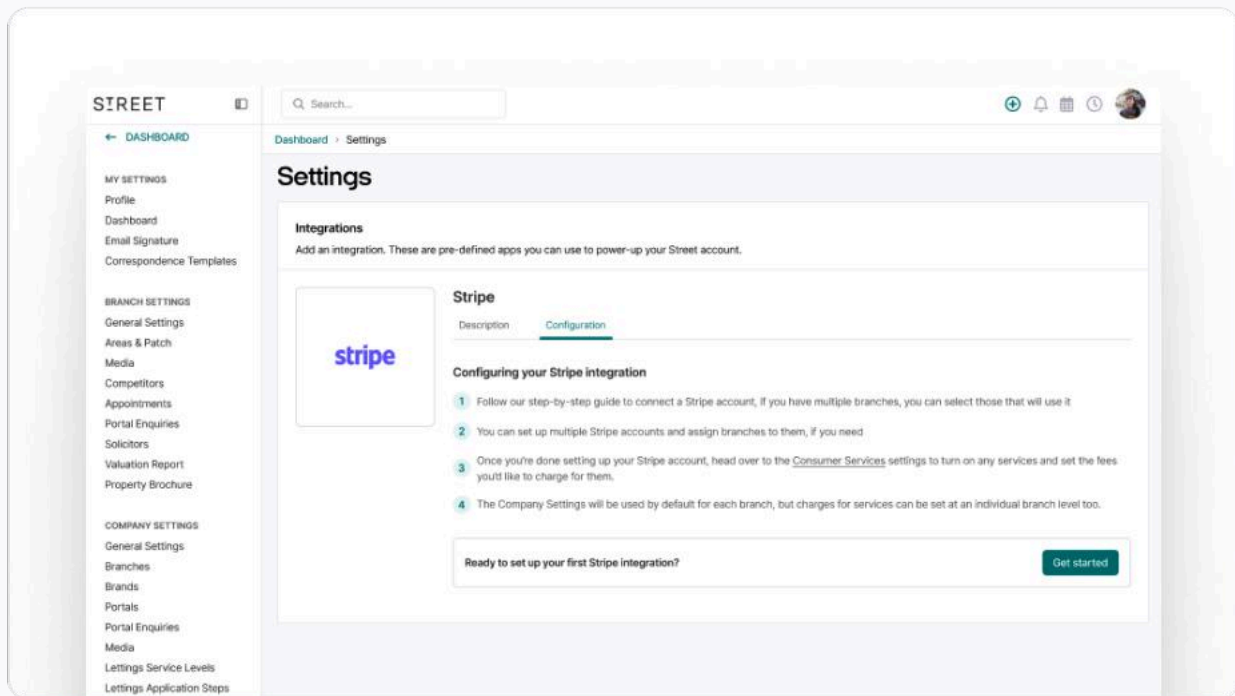 STREET
Search...
← DASHBOARD
Dashboard › Settings
MY SETTINGS
Profile
Dashboard
Email Signature
Correspondence Templates
BRANCH SETTINGS
General Settings
Areas & Patch
Media
Competitors
Appointments
Portal Enquiries
Solicitors
Valuation Report
Property Brochure
COMPANY SETTINGS
General Settings
Branches
Brands
Portals
Portal Enquiries
Media
Lettings Service Levels
Lettings Application Steps
Settings
Integrations
Add an integration. These are pre-defined apps you can use to power-up your Street account.
stripe
Stripe
Description Configuration
Configuring your Stripe integration
1 Follow our step-by-step guide to connect a Stripe account, if you have multiple branches, you can select those that will use it
2 You can set up multiple Stripe accounts and assign branches to them, if you need
3 Once you're done setting up your Stripe account, head over to the Consumer Services settings to turn on any services and set the fees
you'd like to charge for them.
4 The Company Settings will be used by default for each branch, but charges for services can be set at an individual branch level too.
Ready to set up your first Stripe integration?
Get started